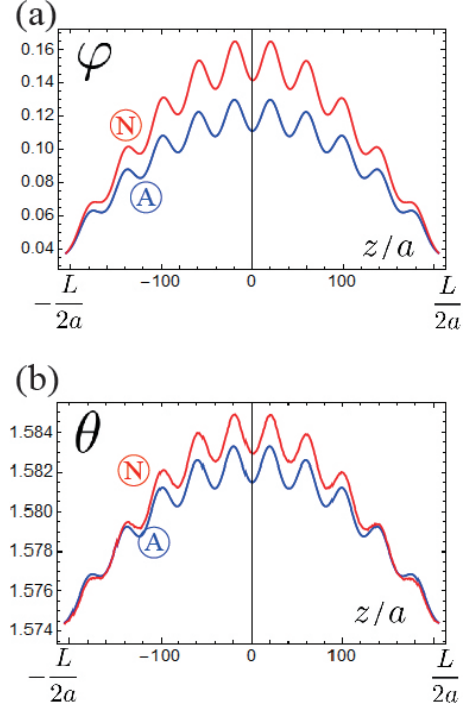 (a)
φ
0.16
0.14
0.12
0.10
0.08
0.06
0.04
N
A
z/a
−L/2a
−100
0
100
L/2a
(b)
θ
1.584
1.582
1.580
1.578
1.576
1.574
N
A
z/a
−L/2a
−100
0
100
L/2a